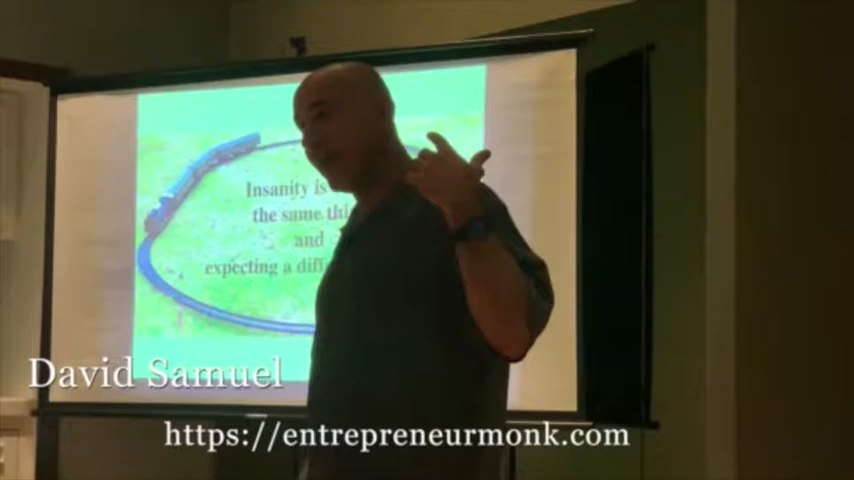 Insanity is
the same thi
and
expecting a diff
David Samuel
https://entrepreneurmonk.com